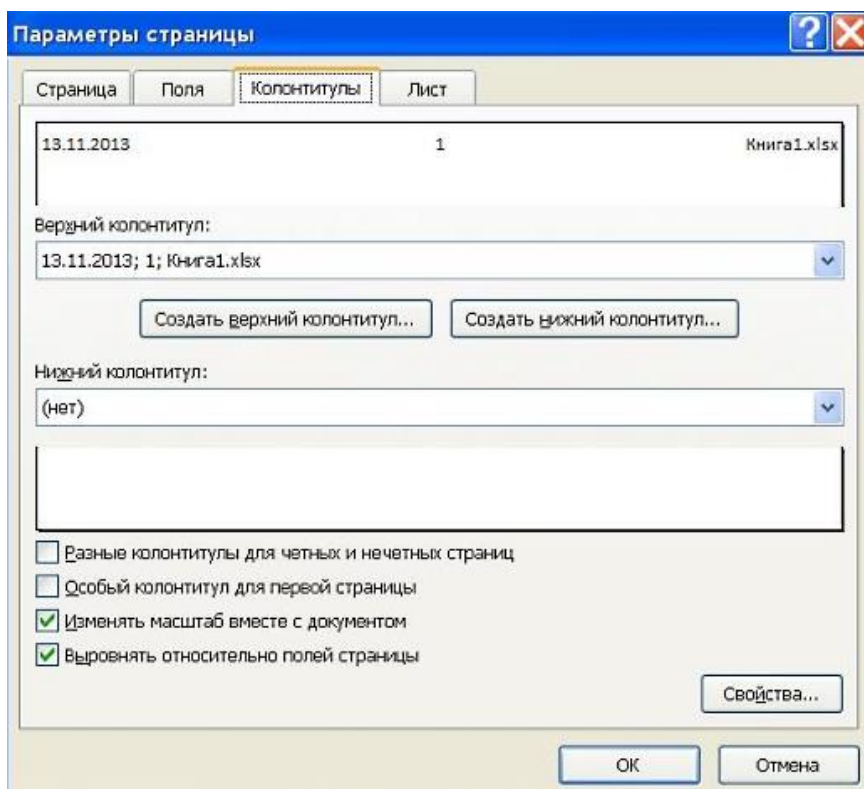 Параметры страницы
Страница Поля Колонтитулы Лист
13.11.2013 1 Книга1.xlsx
Верхний колонтитул:
13.11.2013; 1; Книга1.xlsx
Создать верхний колонтитул... Создать нижний колонтитул...
Нижний колонтитул:
(нет)
Разные колонтитулы для четных и нечетных страниц
Особый колонтитул для первой страницы
Изменять масштаб вместе с документом
Выровнять относительно полей страницы
Свойства...
ОК Отмена